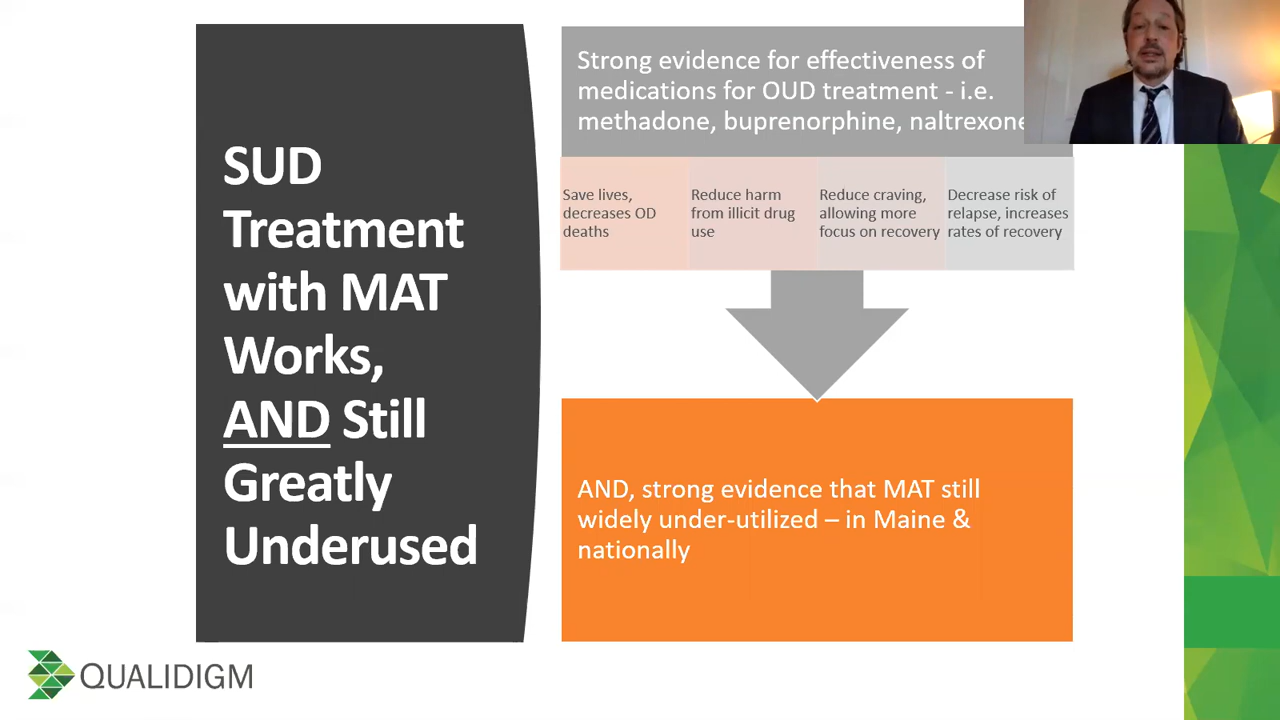 SUD
Treatment
with MAT
Works,
AND Still
Greatly
Underused
Strong evidence for effectiveness of
medications for OUD treatment - i.e.
methadone, buprenorphine, naltrexone
Save lives,
decreases OD
deaths
Reduce harm
from illicit drug
use
Reduce craving,
allowing more
focus on recovery
Decrease risk of
relapse, increases
rates of recovery
AND, strong evidence that MAT still
widely under-utilized – in Maine &
nationally
QUALIDIGM